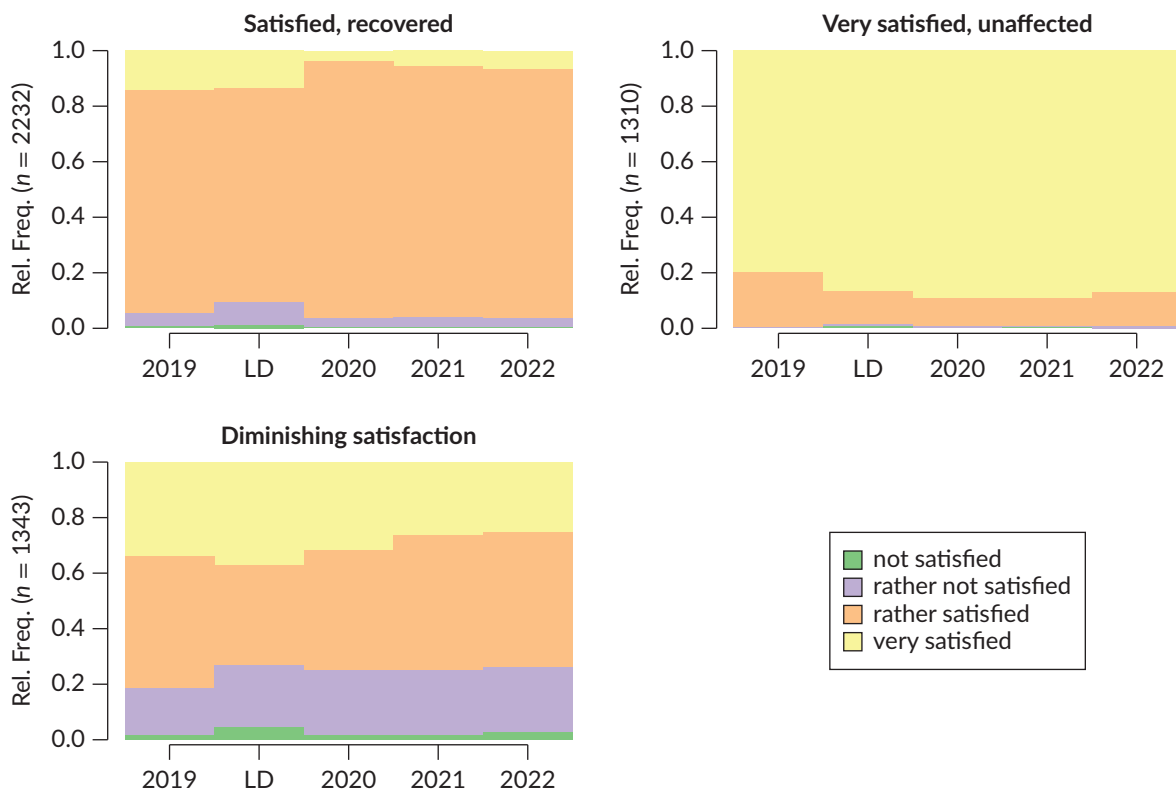 Satisfied, recovered
Rel. Freq. (n = 2232)
1.0
0.8
0.6
0.4
0.2
0.0
2019 LD 2020 2021 2022
Very satisfied, unaffected
Rel. Freq. (n = 1310)
1.0
0.8
0.6
0.4
0.2
0.0
2019 LD 2020 2021 2022
Diminishing satisfaction
Rel. Freq. (n = 1343)
1.0
0.8
0.6
0.4
0.2
0.0
2019 LD 2020 2021 2022
not satisfied
rather not satisfied
rather satisfied
very satisfied